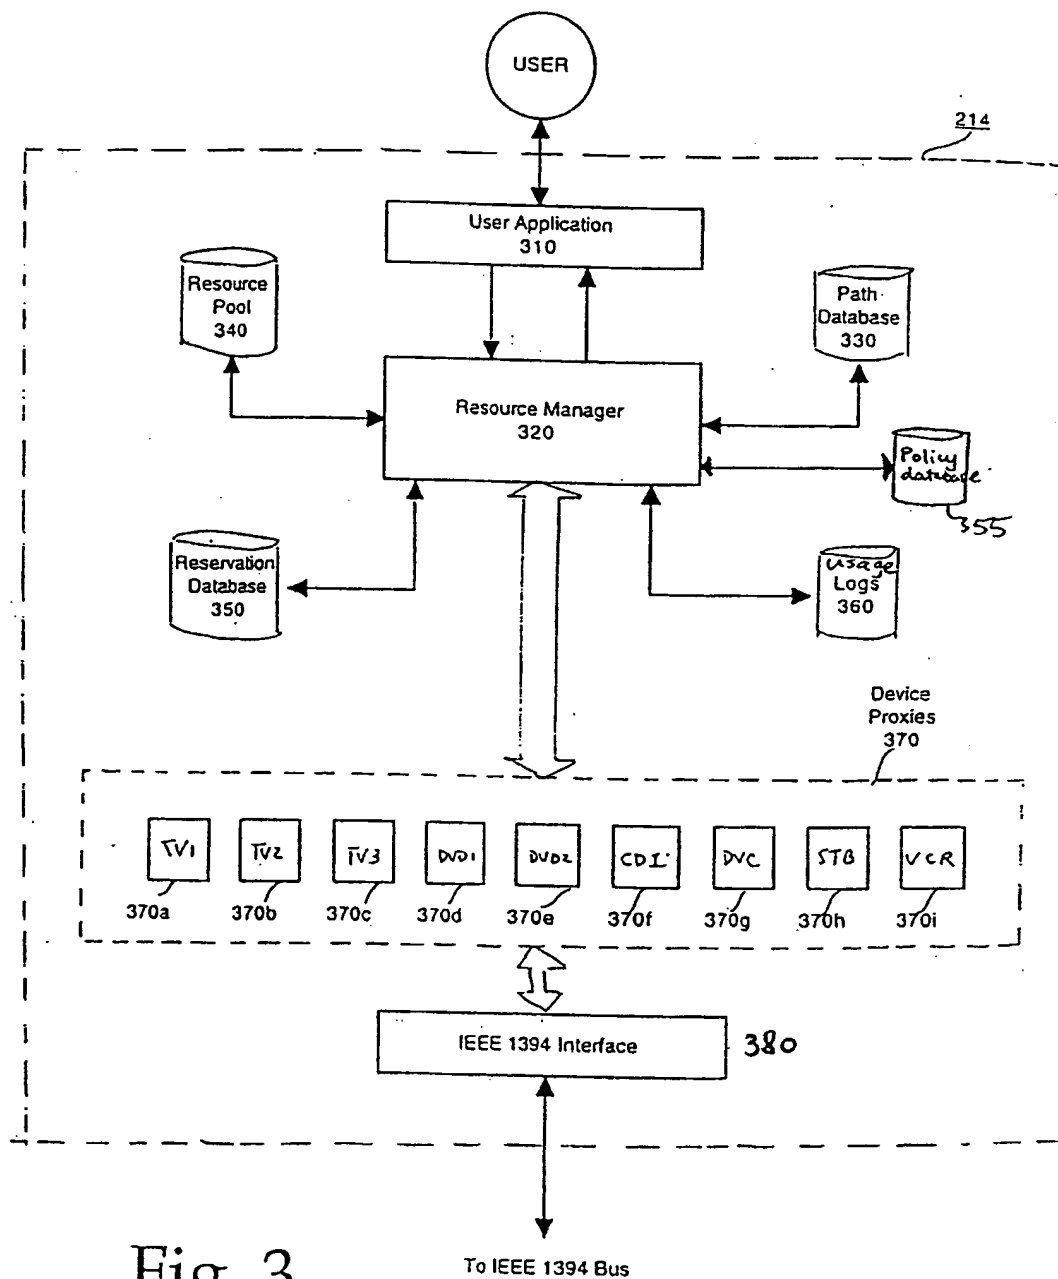 USER
214
User Application
310
Resource
Pool
340
Path
Database
330
Resource Manager
320
Policy
database
355
Reservation
Database
350
usage
Logs
360
Device
Proxies
370
TV1
TV2
TV3
DVD1
DVD2
CDI
DVC
STB
VCR
370a
370b
370c
370d
370e
370f
370g
370h
370i
IEEE 1394 Interface
380
To IEEE 1394 Bus
Fig. 3